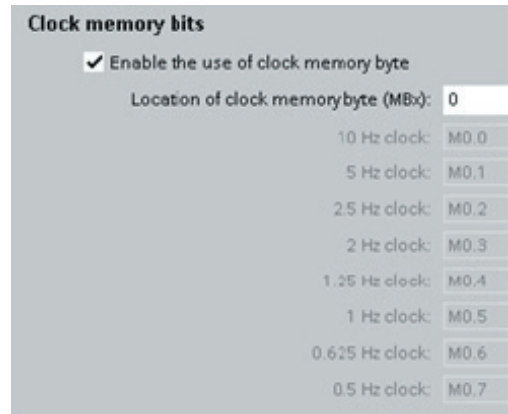 Clock memory bits
Enable the use of clock memory byte
Location of clock memory byte (MBx): 0
10 Hz clock: M0.0
5 Hz clock: M0.1
2.5 Hz clock: M0.2
2 Hz clock: M0.3
1.25 Hz clock: M0.4
1 Hz clock: M0.5
0.625 Hz clock: M0.6
0.5 Hz clock: M0.7